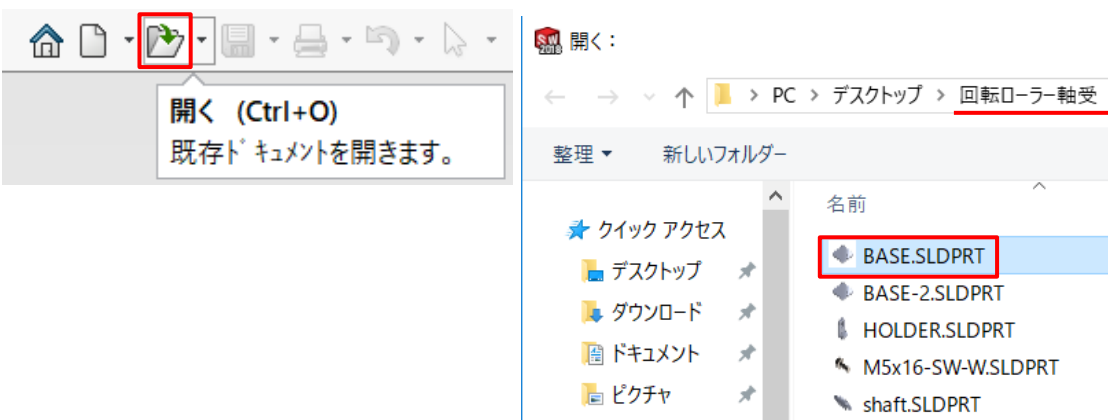 開く (Ctrl+O)
既存ﾄﾞｷｭﾒﾝﾄを開きます。
SW
2018
開く：
PC > デスクトップ > 回転ローラー軸受
整理 新しいフォルダー
名前
クイック アクセス
デスクトップ
ダウンロード
ドキュメント
ピクチャ
BASE.SLDPRT
BASE-2.SLDPRT
HOLDER.SLDPRT
M5x16-SW-W.SLDPRT
shaft.SLDPRT